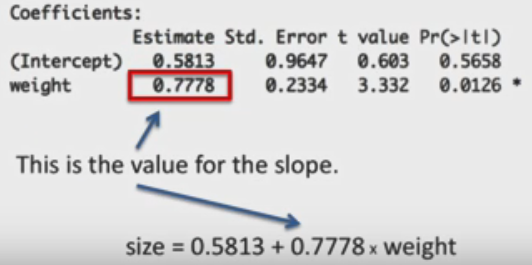 Coefficients:
Estimate Std. Error t value Pr(>|t|)
(Intercept) 0.5813 0.9647 0.603 0.5658
weight 0.7778 0.2334 3.332 0.0126 *
This is the value for the slope.
size = 0.5813 + 0.7778 x weight